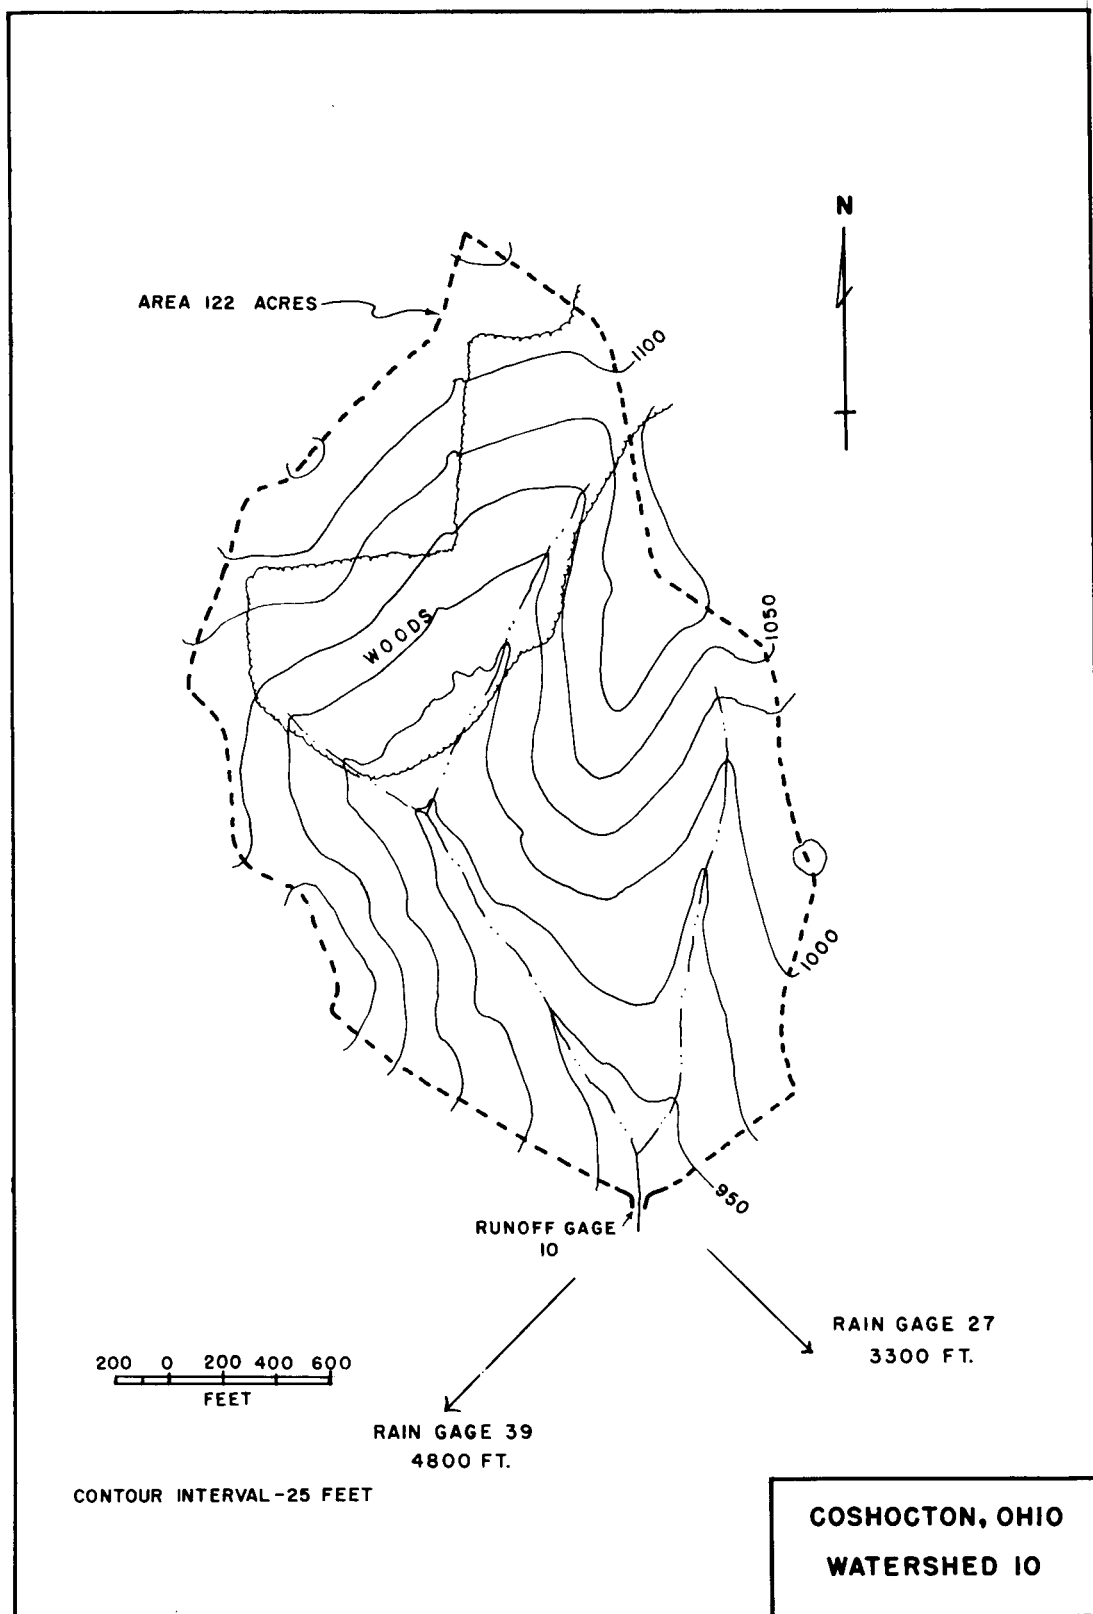 N
AREA 122 ACRES
1100
WOODS
1050
1000
950
RUNOFF GAGE
10
RAIN GAGE 27
3300 FT.
200 0 200 400 600
FEET
RAIN GAGE 39
4800 FT.
CONTOUR INTERVAL-25 FEET
COSHOCTON, OHIO
WATERSHED 10